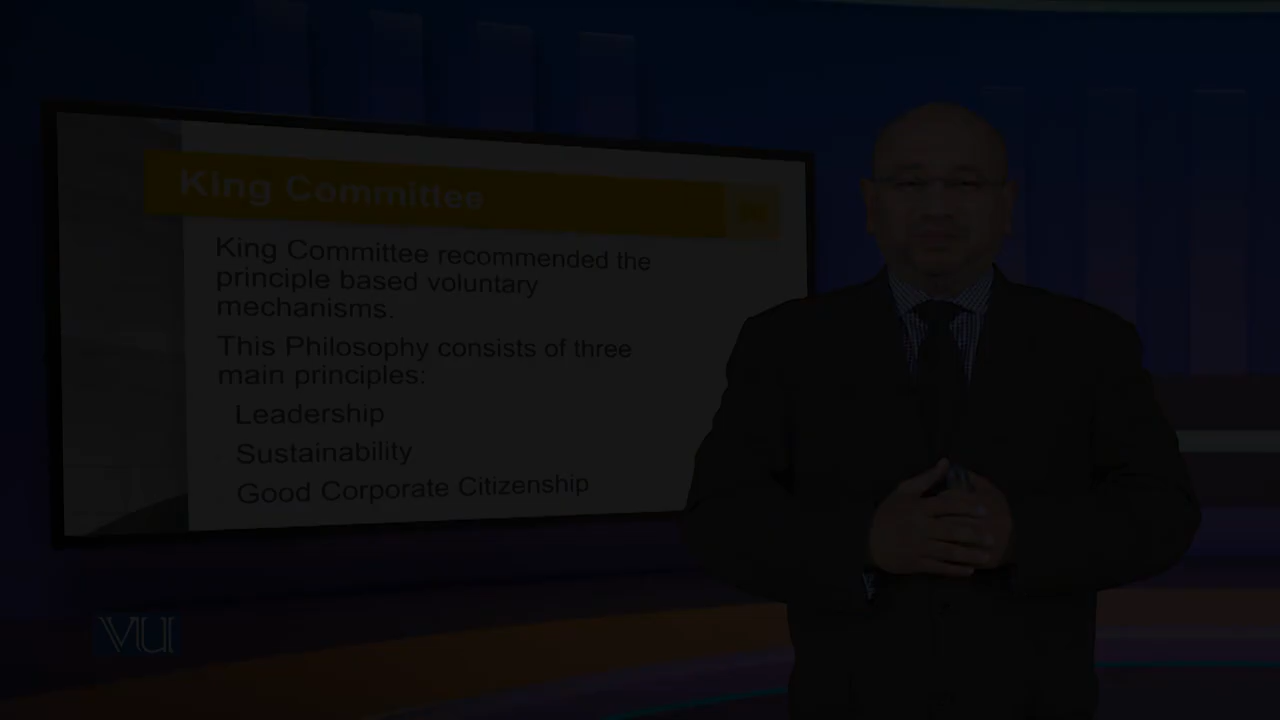 King Committee
King Committee recommended the
principle based voluntary
mechanisms.
This Philosophy consists of three
main principles:
Leadership
Sustainability
Good Corporate Citizenship
VU